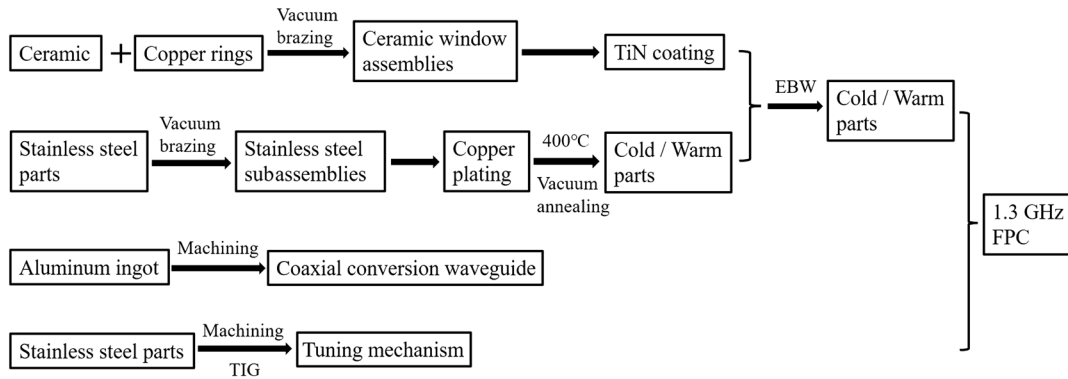 Vacuum
brazing
Ceramic
+
Copper rings
Ceramic window
assemblies
TiN coating
EBW
Cold / Warm
parts
Stainless steel
parts
Vacuum
brazing
Stainless steel
subassemblies
Copper
plating
400℃
Vacuum
annealing
Cold / Warm
parts
1.3 GHz
FPC
Aluminum ingot
Machining
Coaxial conversion waveguide
Stainless steel parts
Machining
TIG
Tuning mechanism